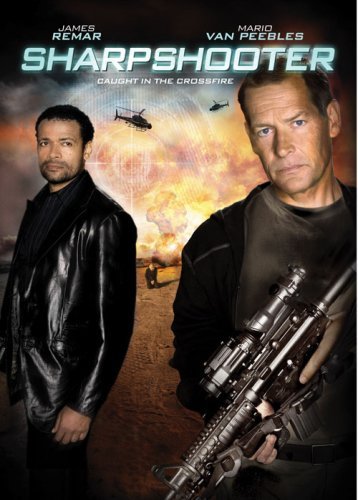 JAMES
REMAR
MARIO
VAN PEEBLES
SHARPSHOOTER
CAUGHT IN THE CROSSFIRE